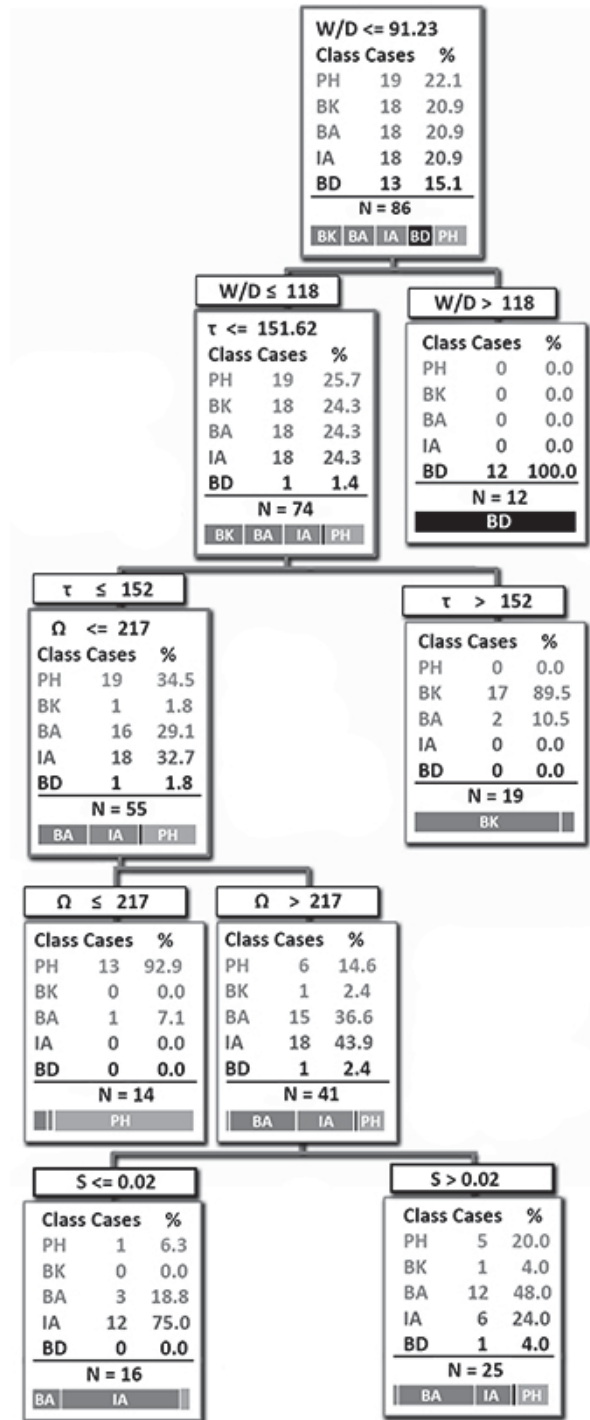 W/D <= 91.23
Class Cases %
PH 19 22.1
BK 18 20.9
BA 18 20.9
IA 18 20.9
BD 13 15.1
N = 86
BK BA IA BD PH
W/D ≤ 118
τ <= 151.62
Class Cases %
PH 19 25.7
BK 18 24.3
BA 18 24.3
IA 18 24.3
BD 1 1.4
N = 74
BK BA IA PH
W/D > 118
Class Cases %
PH 0 0.0
BK 0 0.0
BA 0 0.0
IA 0 0.0
BD 12 100.0
N = 12
BD
τ ≤ 152
Ω <= 217
Class Cases %
PH 19 34.5
BK 1 1.8
BA 16 29.1
IA 18 32.7
BD 1 1.8
N = 55
BA IA PH
τ > 152
Class Cases %
PH 0 0.0
BK 17 89.5
BA 2 10.5
IA 0 0.0
BD 0 0.0
N = 19
BK
Ω ≤ 217
Class Cases %
PH 13 92.9
BK 0 0.0
BA 1 7.1
IA 0 0.0
BD 0 0.0
N = 14
PH
Ω > 217
Class Cases %
PH 6 14.6
BK 1 2.4
BA 15 36.6
IA 18 43.9
BD 1 2.4
N = 41
BA IA PH
S <= 0.02
Class Cases %
PH 1 6.3
BK 0 0.0
BA 3 18.8
IA 12 75.0
BD 0 0.0
N = 16
BA IA
S > 0.02
Class Cases %
PH 5 20.0
BK 1 4.0
BA 12 48.0
IA 6 24.0
BD 1 4.0
N = 25
BA IA PH